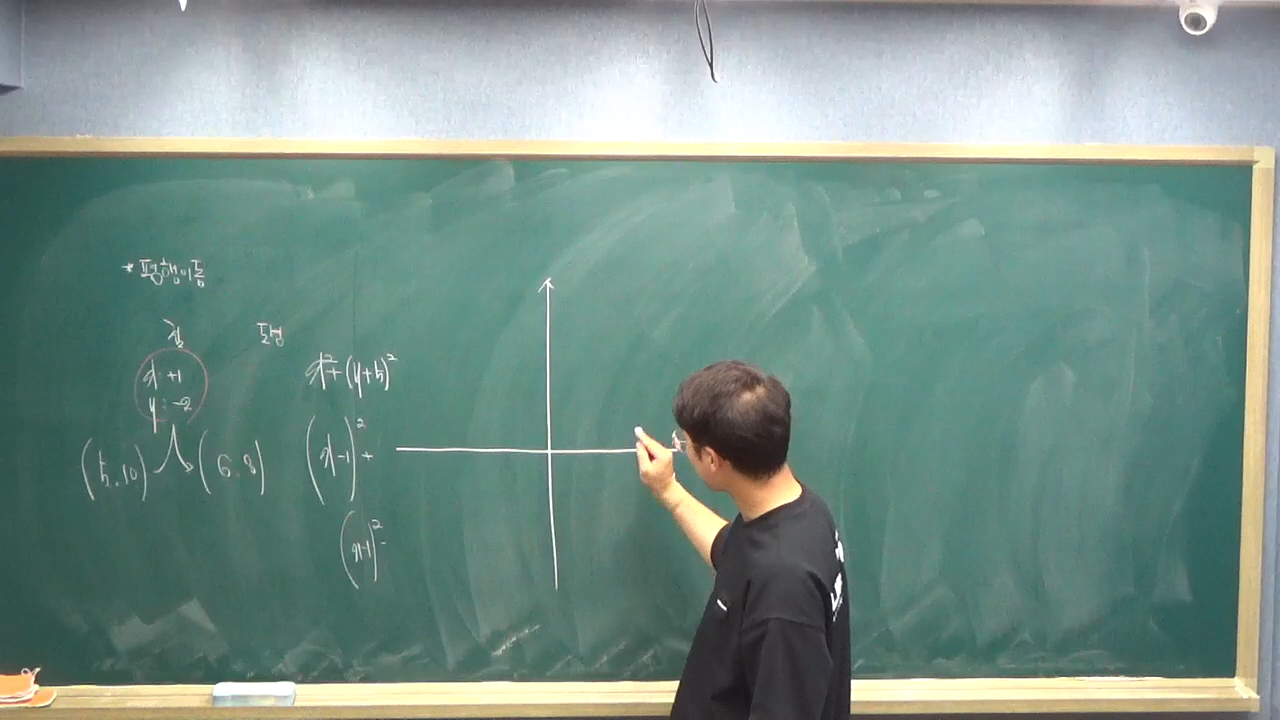 * 평행이동
점
도형
x: +1
y: -2
(5, 10) → (6, 8)
x² + (y+5)²
(x-1)² +
(x-1)² -